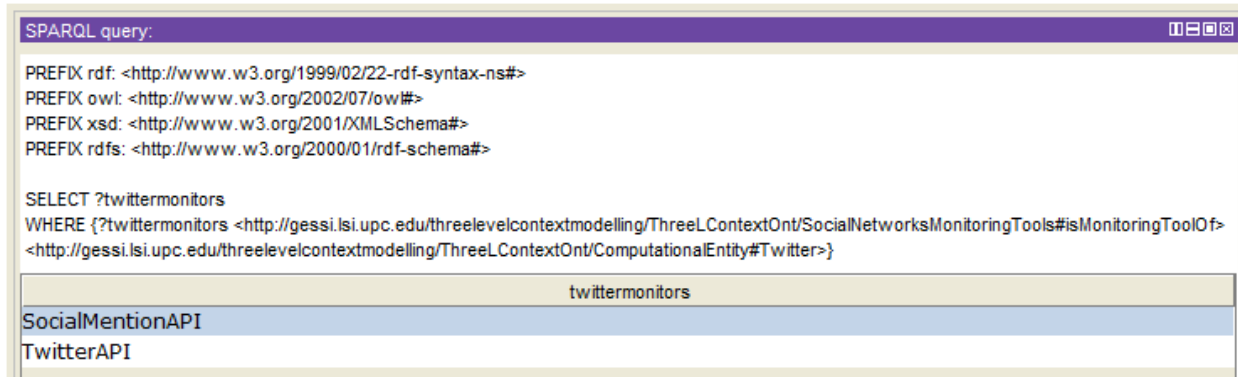 SPARQL query:
PREFIX rdf: <http://www.w3.org/1999/02/22-rdf-syntax-ns#>
PREFIX owl: <http://www.w3.org/2002/07/owl#>
PREFIX xsd: <http://www.w3.org/2001/XMLSchema#>
PREFIX rdfs: <http://www.w3.org/2000/01/rdf-schema#>
SELECT ?twittermonitors
WHERE {?twittermonitors <http://gessi.lsi.upc.edu/threelevelcontextmodelling/ThreeLContextOnt/SocialNetworksMonitoringTools#isMonitoringToolOf>
<http://gessi.lsi.upc.edu/threelevelcontextmodelling/ThreeLContextOnt/ComputationalEntity#Twitter>}
twittermonitors
SocialMentionAPI
TwitterAPI